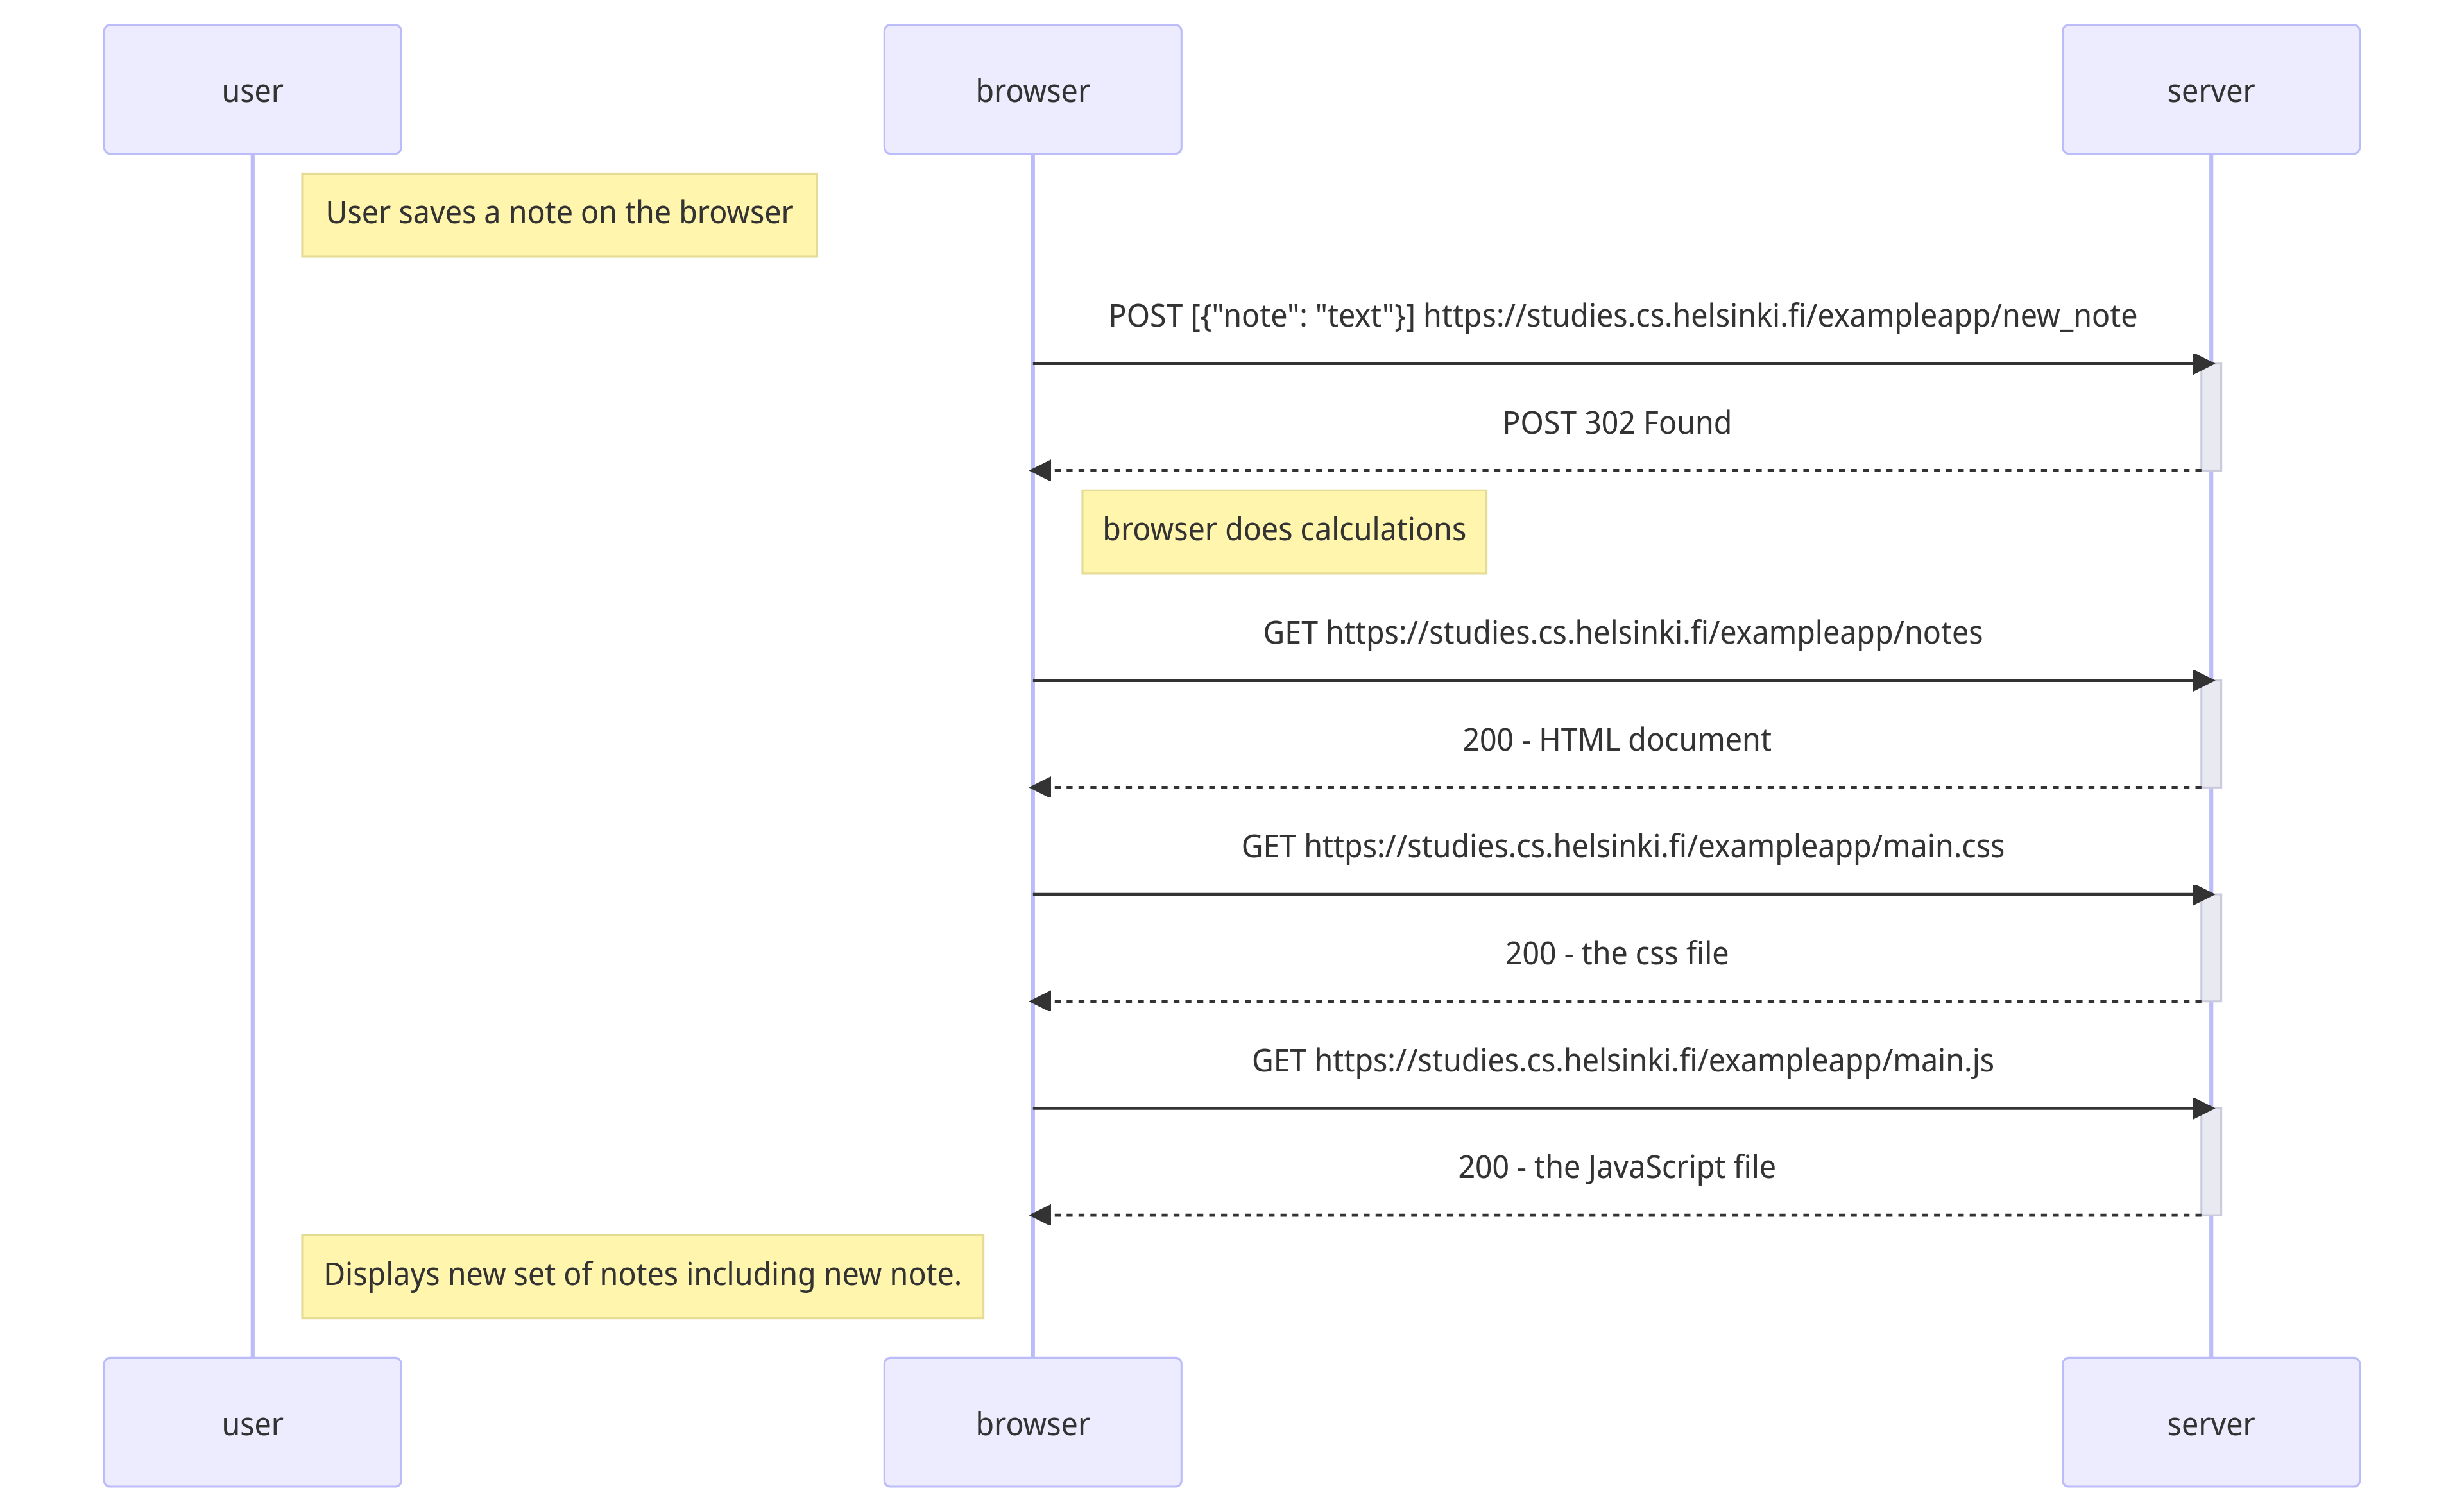 user
browser
server
User saves a note on the browser
POST [{"note": "text"}] https://studies.cs.helsinki.fi/exampleapp/new_note
POST 302 Found
browser does calculations
GET https://studies.cs.helsinki.fi/exampleapp/notes
200 - HTML document
GET https://studies.cs.helsinki.fi/exampleapp/main.css
200 - the css file
GET https://studies.cs.helsinki.fi/exampleapp/main.js
200 - the JavaScript file
Displays new set of notes including new note.
user
browser
server